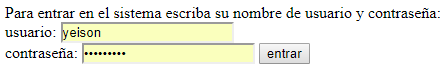 Para entrar en el sistema escriba su nombre de usuario y contraseña:
usuario: yeison
contraseña: ••••••••• entrar